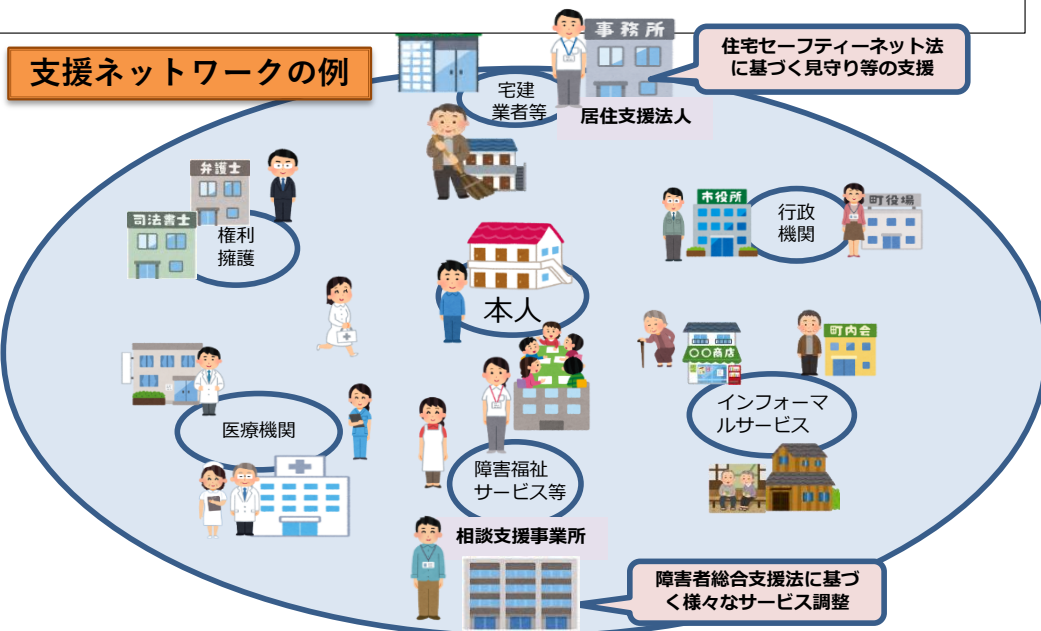 支援ネットワークの例
事務所
住宅セーフティーネット法
に基づく見守り等の支援
宅建
業者等
居住支援法人
弁護士
司法書士
権利
擁護
市役所
行政
機関
町役場
本人
〇〇商店
町内会
インフォーマ
ルサービス
医療機関
障害福祉
サービス等
相談支援事業所
障害者総合支援法に基づ
く様々なサービス調整